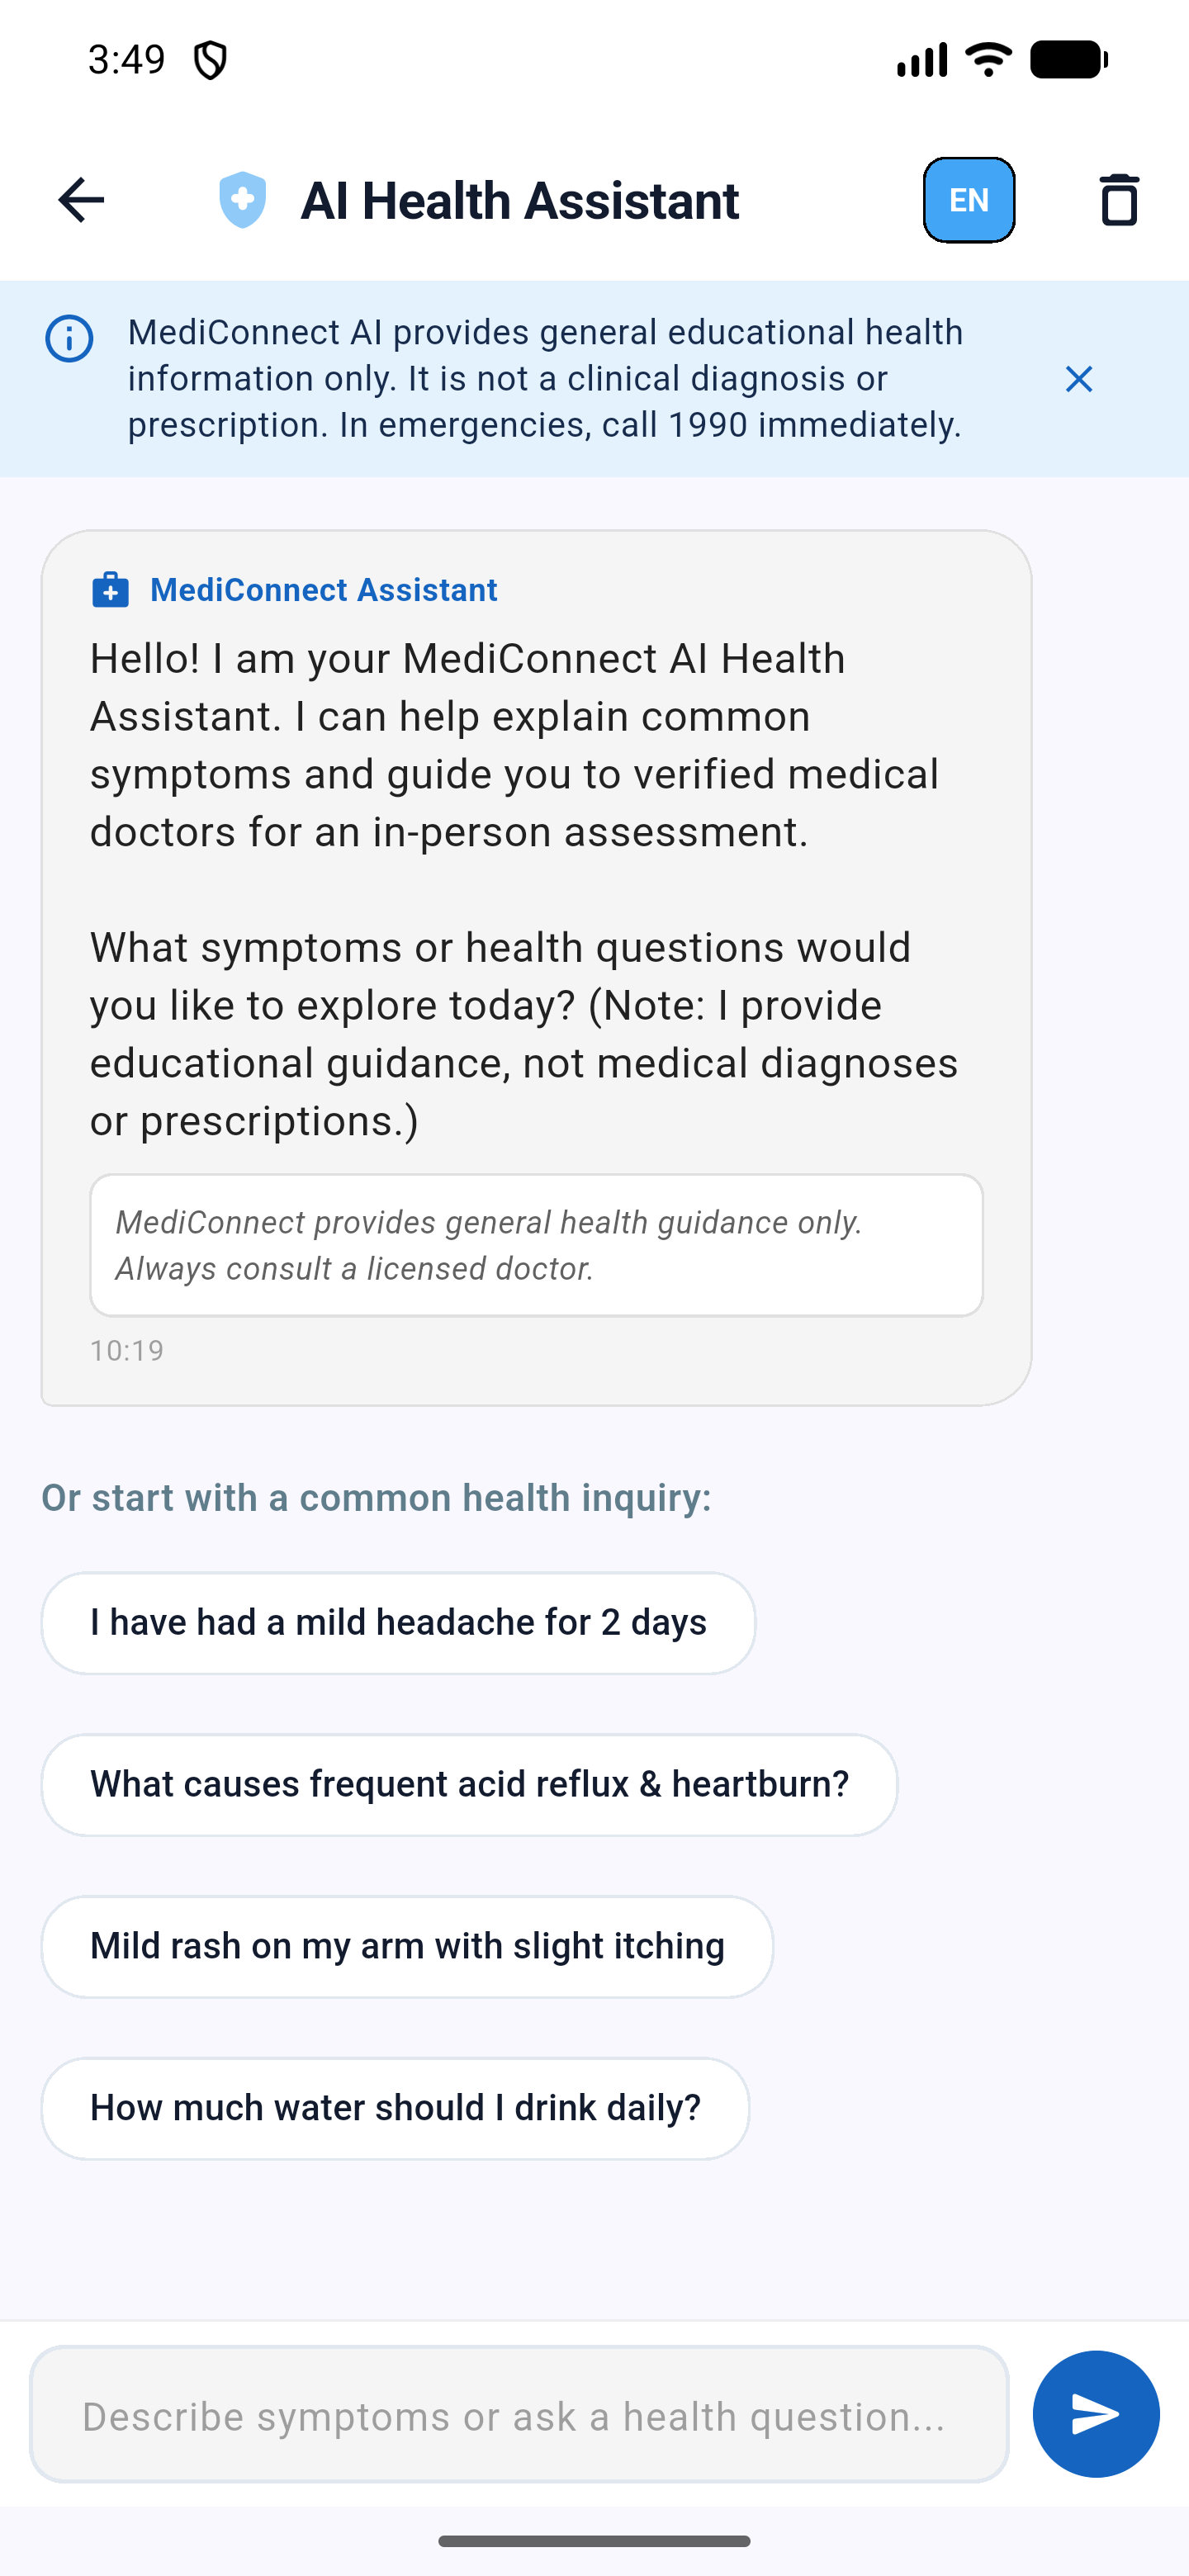 3:49
AI Health Assistant
EN
MediConnect AI provides general educational health
information only. It is not a clinical diagnosis or
prescription. In emergencies, call 1990 immediately.
MediConnect Assistant
Hello! I am your MediConnect AI Health
Assistant. I can help explain common
symptoms and guide you to verified medical
doctors for an in-person assessment.
What symptoms or health questions would
you like to explore today? (Note: I provide
educational guidance, not medical diagnoses
or prescriptions.)
MediConnect provides general health guidance only.
Always consult a licensed doctor.
10:19
Or start with a common health inquiry:
I have had a mild headache for 2 days
What causes frequent acid reflux & heartburn?
Mild rash on my arm with slight itching
How much water should I drink daily?
Describe symptoms or ask a health question...